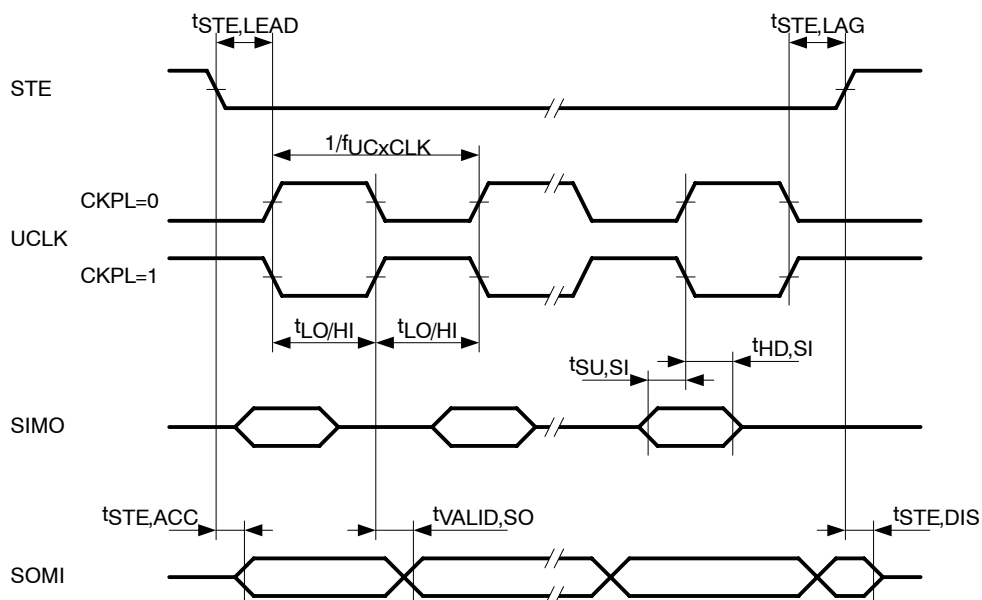 tSTE,LEAD
tSTE,LAG
STE
1/fUCxCLK
CKPL=0
UCLK
CKPL=1
tLO/HI
tLO/HI
tHD,SI
tSU,SI
SIMO
tSTE,ACC
tVALID,SO
tSTE,DIS
SOMI